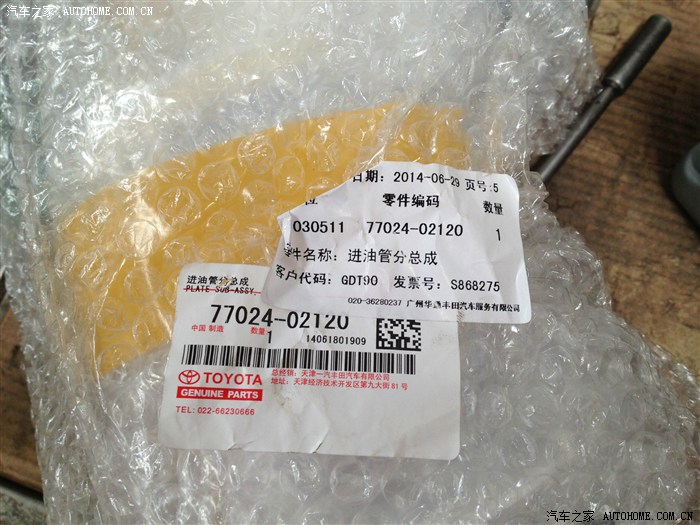 汽车之家 AUTOHOME.COM.CN
日期: 2014-06-29 页号:5
位 零件编码 数量
030511 77024-02120 1
零件名称: 进油管分总成
客户代码: GDT90 发票号: S868275
020-36280237 广州华鼎丰田汽车服务有限公司
进油管分总成
PLATE SUB-ASSY,
77024-02120
中国 制造 数量 1 14061801909
TOYOTA
GENUINE PARTS
总经销: 天津一汽丰田汽车有限公司
地址: 天津经济技术开发区第九大街81号
TEL: 022-66230666
汽车之家 AUTOHOME.COM.CN